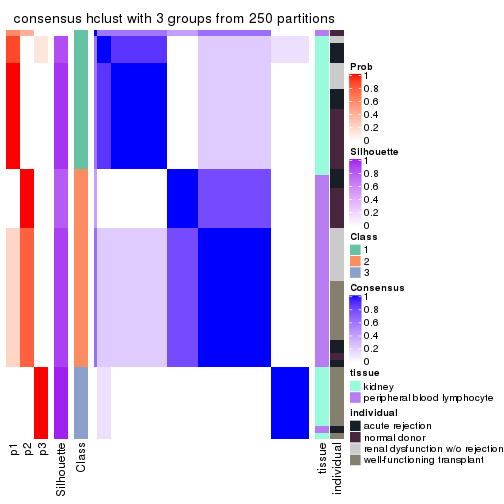 consensus hclust with 3 groups from 250 partitions
Prob
1
0.8
0.6
0.4
0.2
0
Silhouette
1
0.8
0.6
0.4
0.2
0
Class
1
2
3
Consensus
1
0.8
0.6
0.4
0.2
0
tissue
kidney
peripheral blood lymphocyte
individual
acute rejection
normal donor
renal dysfunction w/o rejection
well-functioning transplant
p1
p2
p3
Silhouette
Class
tissue
individual